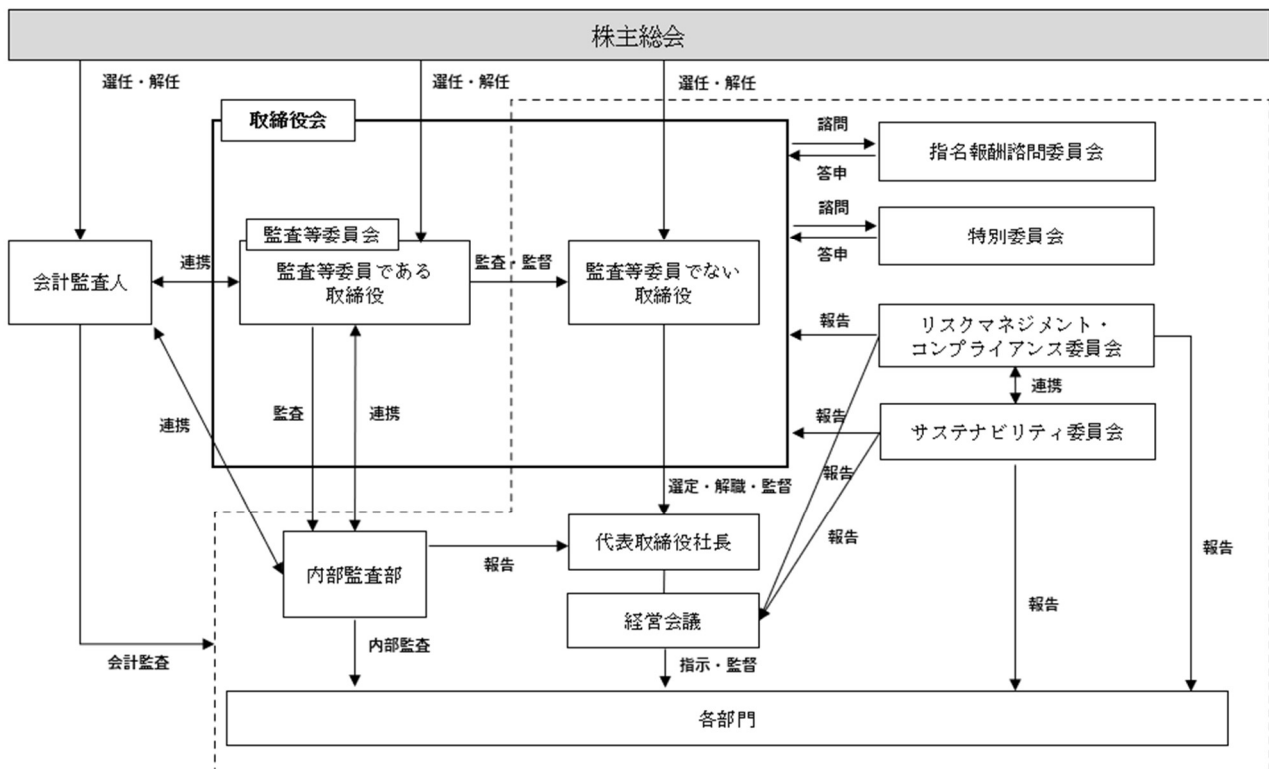 株主総会
選任・解任
選任・解任
選任・解任
取締役会
諮問
指名報酬諮問委員会
答申
諮問
特別委員会
答申
監査等委員会
会計監査人
連携
監査等委員である
取締役
監査・監督
監査等委員でない
取締役
報告
リスクマネジメント・
コンプライアンス委員会
連携
監査
連携
連携
報告
サステナビリティ委員会
選定・解職・監督
報告
代表取締役社長
報告
報告
内部監査部
報告
経営会議
報告
会計監査
内部監査
指示・監督
各部門